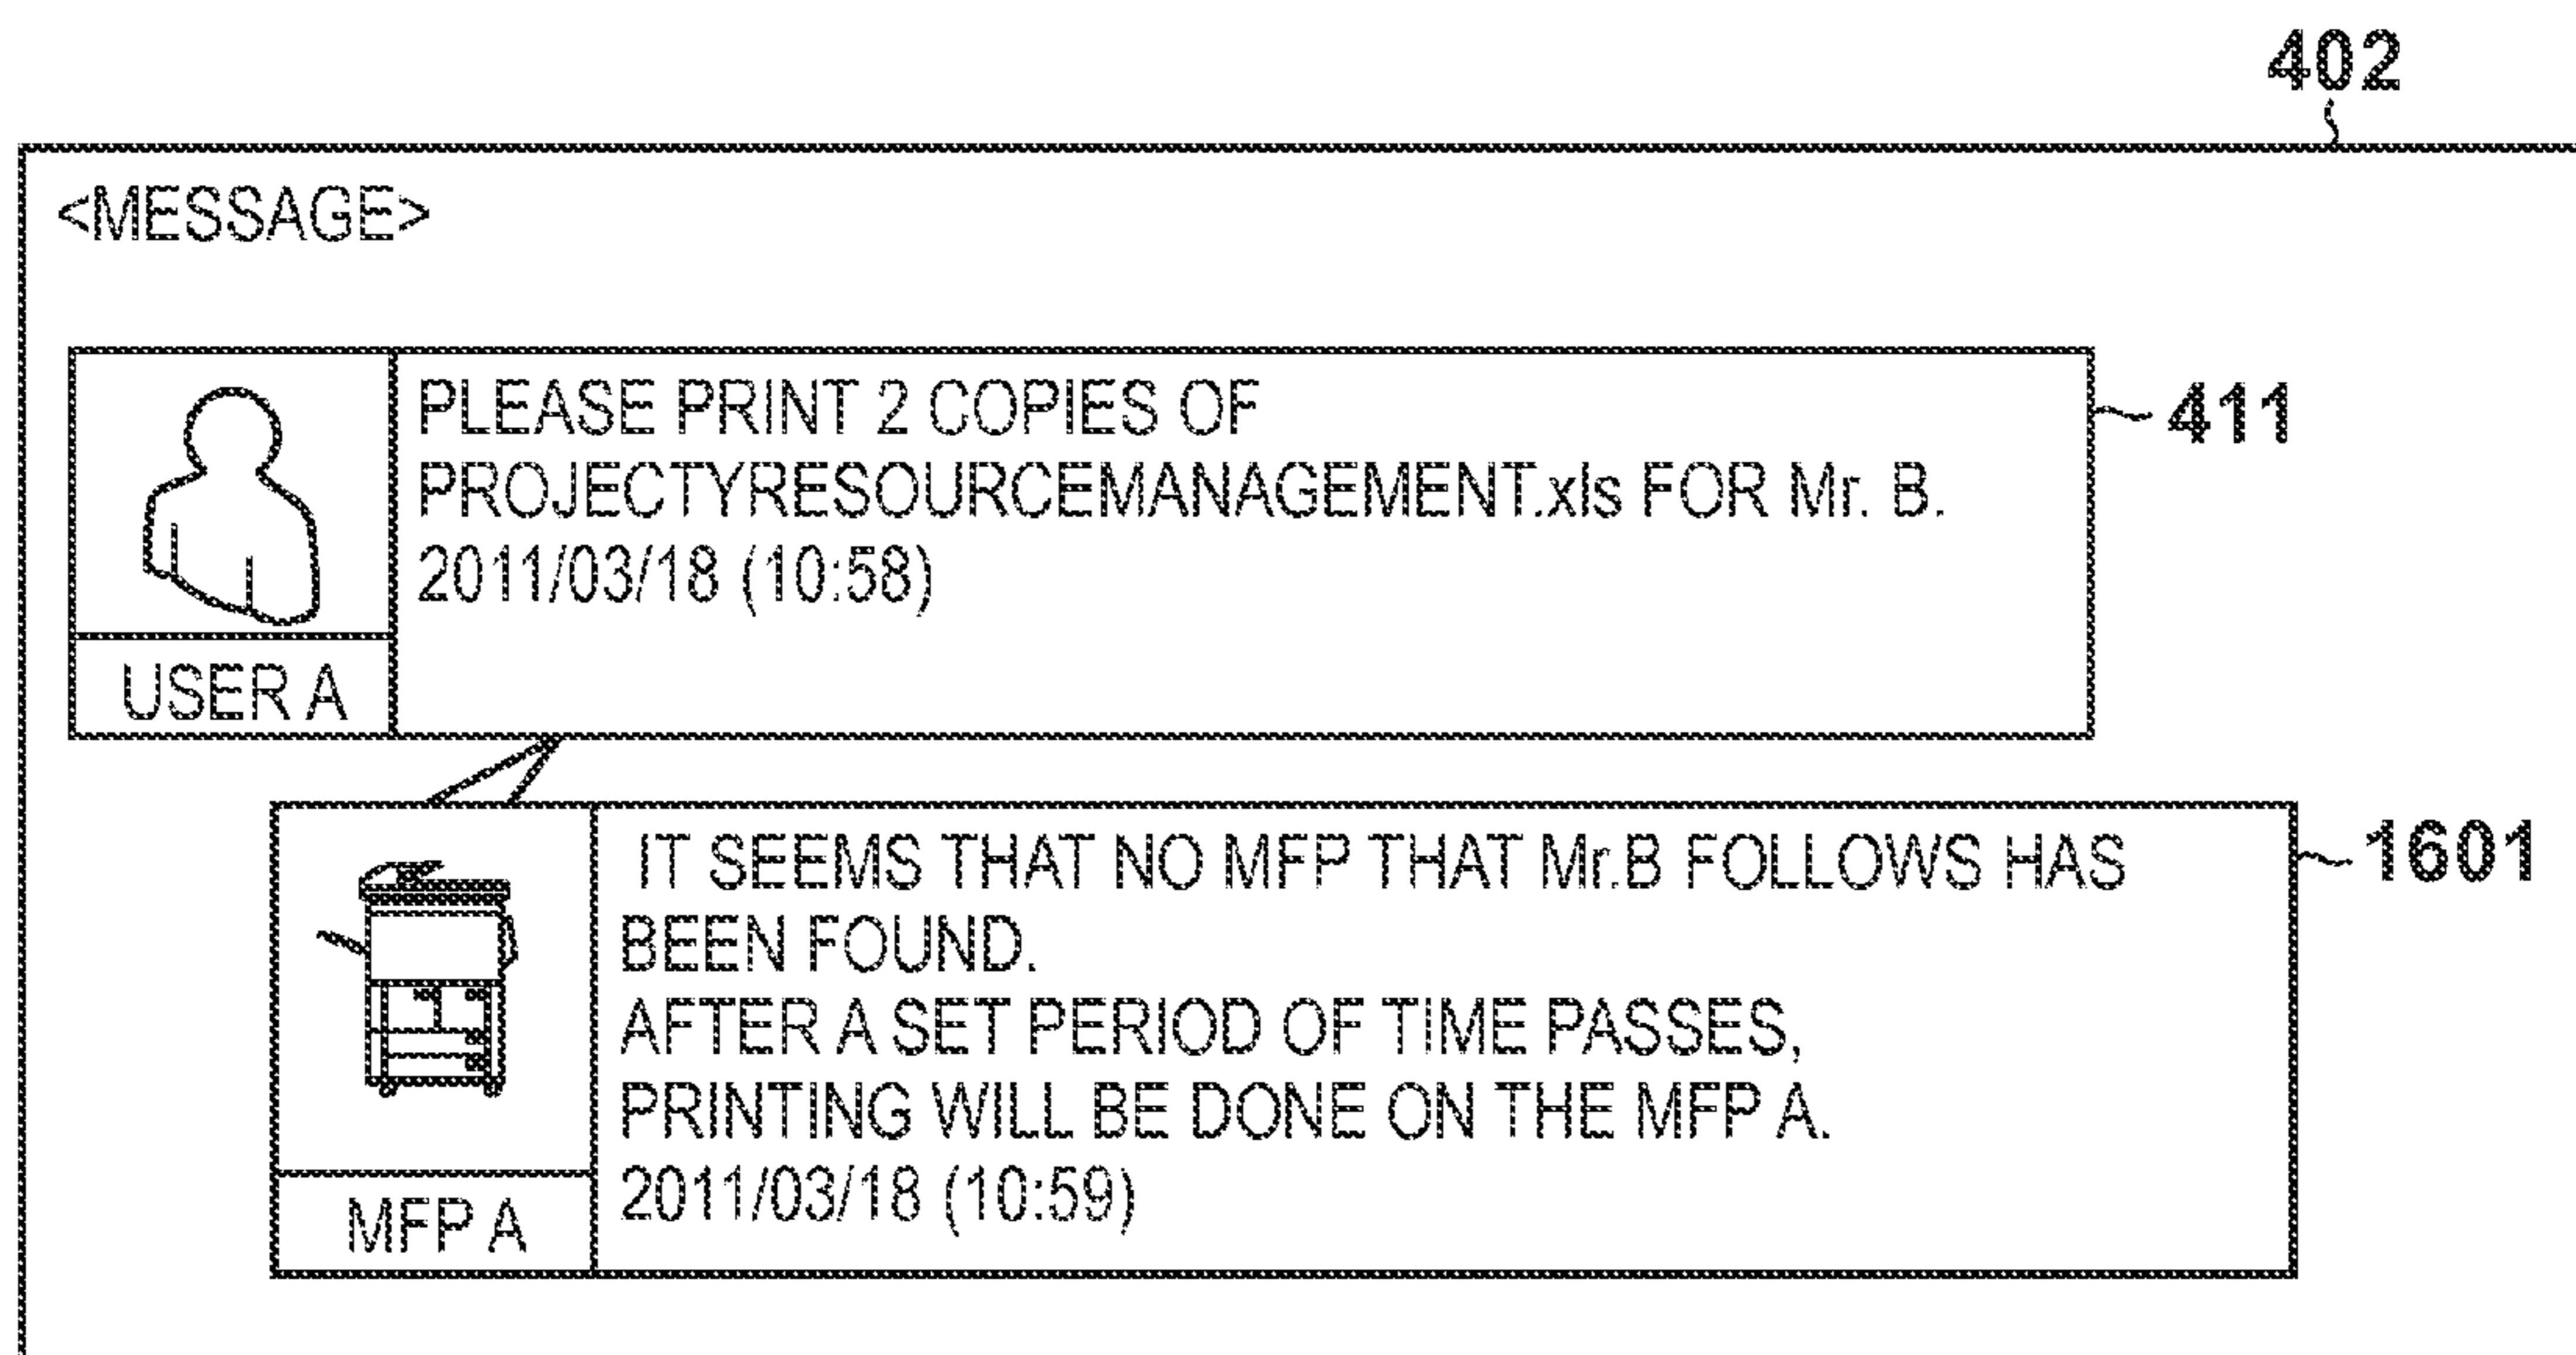 402
<MESSAGE>
PLEASE PRINT 2 COPIES OF
PROJECTYRESOURCEMANAGEMENT.xls FOR Mr. B.
2011/03/18 (10:58)
USER A
411
IT SEEMS THAT NO MFP THAT Mr.B FOLLOWS HAS
BEEN FOUND.
AFTER A SET PERIOD OF TIME PASSES,
PRINTING WILL BE DONE ON THE MFP A.
2011/03/18 (10:59)
MFP A
1601